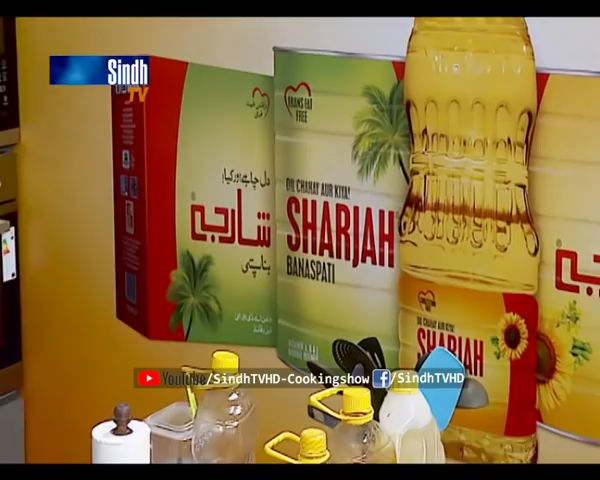 Sindh
TV
TRANS FAT
FREE
دل چاہے اور کیا!
شارجہ
بناسپتی
DIL CHAHAY AUR KIYA!
SHARJAH
BANASPATI
DIL CHAHAY AUR KIYA!
SHARJAH
YouTube/SindhTVHD-Cookingshow
/SindhTVHD